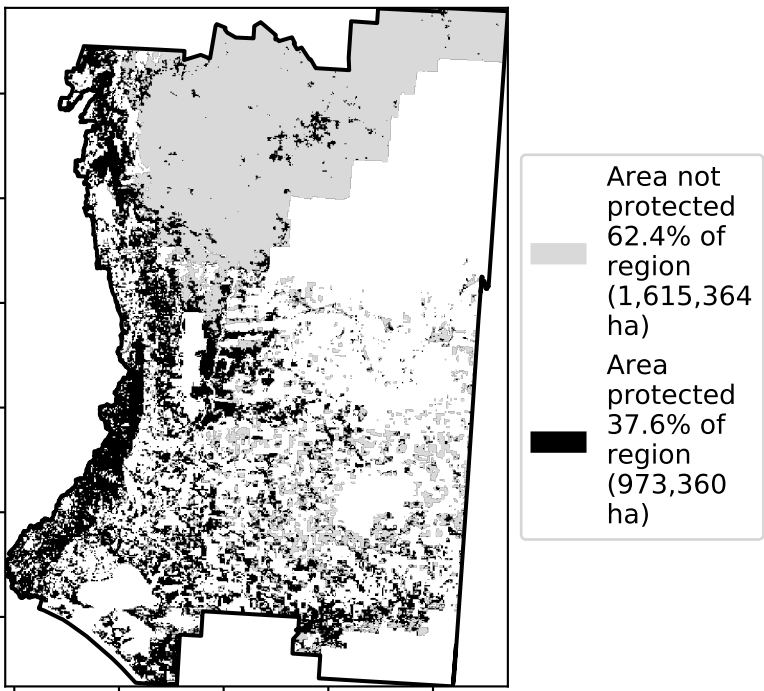 Area not
protected
62.4% of
region
(1,615,364
ha)
Area
protected
37.6% of
region
(973,360
ha)